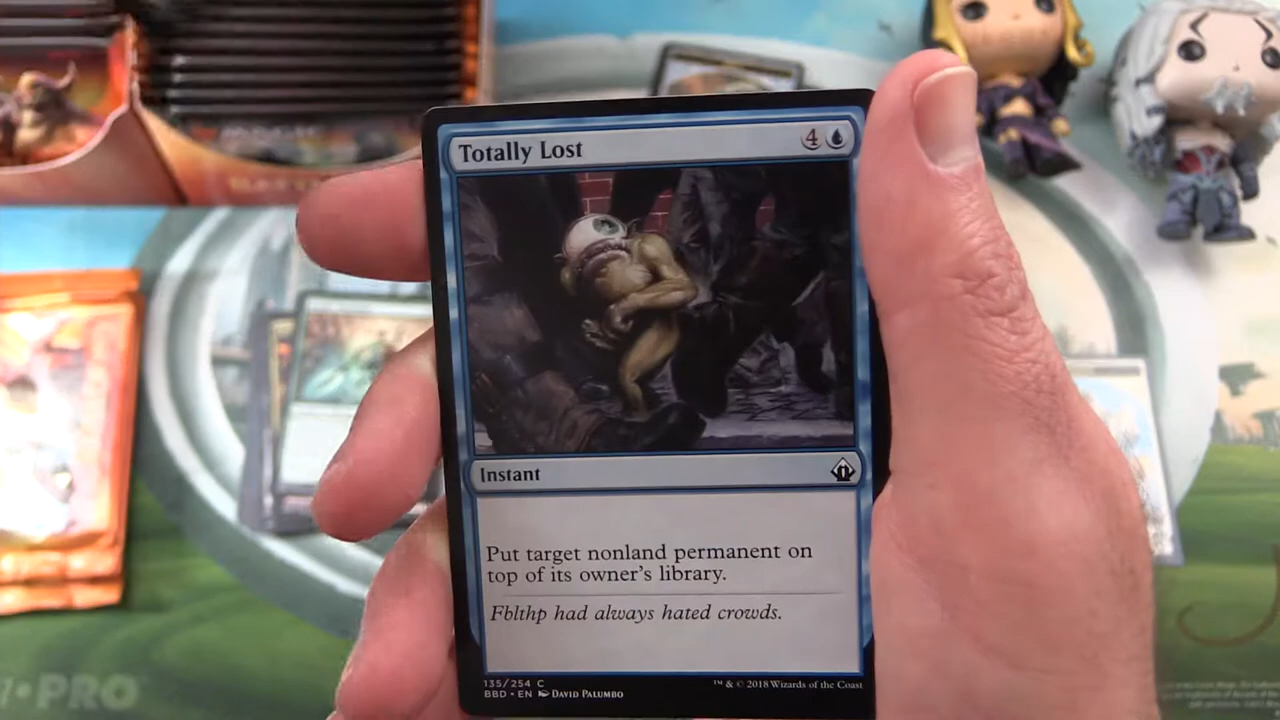 Totally Lost 4
Instant
Put target nonland permanent on
top of its owner's library.
Fblthp had always hated crowds.
135/254 C
BBD • EN DAVID PALUMBO
™ & © 2018 Wizards of the Coast
PRO